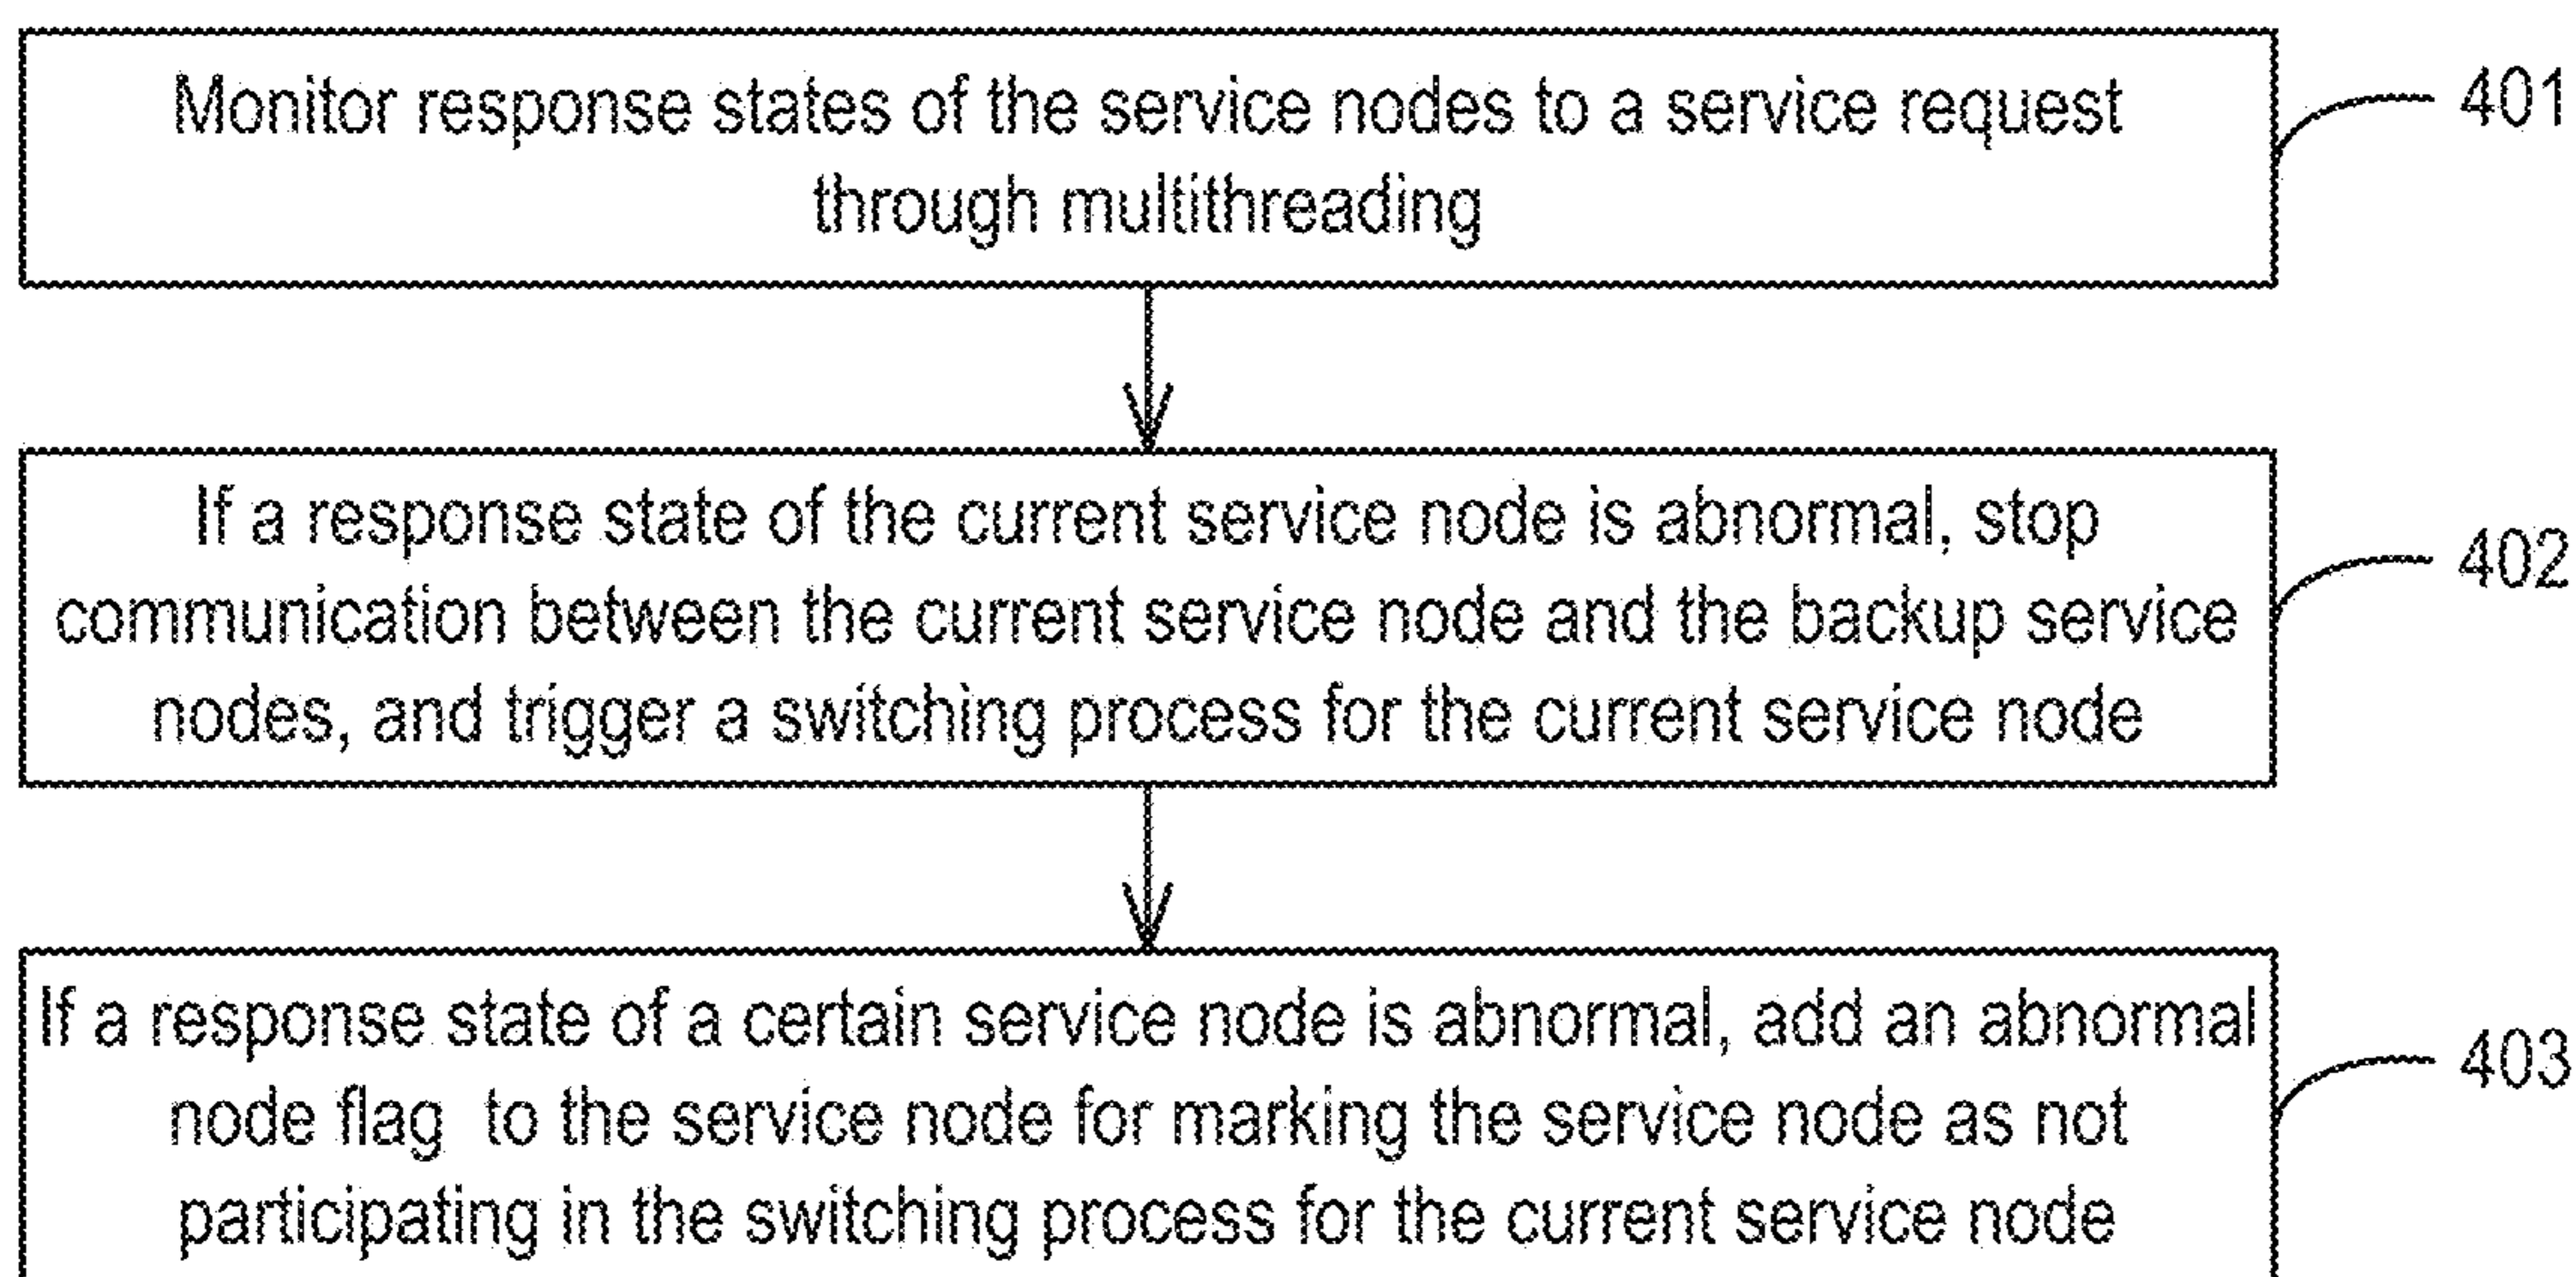 Monitor response states of the service nodes to a service request
through multithreading
401
If a response state of the current service node is abnormal, stop
communication between the current service node and the backup service
nodes, and trigger a switching process for the current service node
402
If a response state of a certain service node is abnormal, add an abnormal
node flag to the service node for marking the service node as not
participating in the switching process for the current service node
403